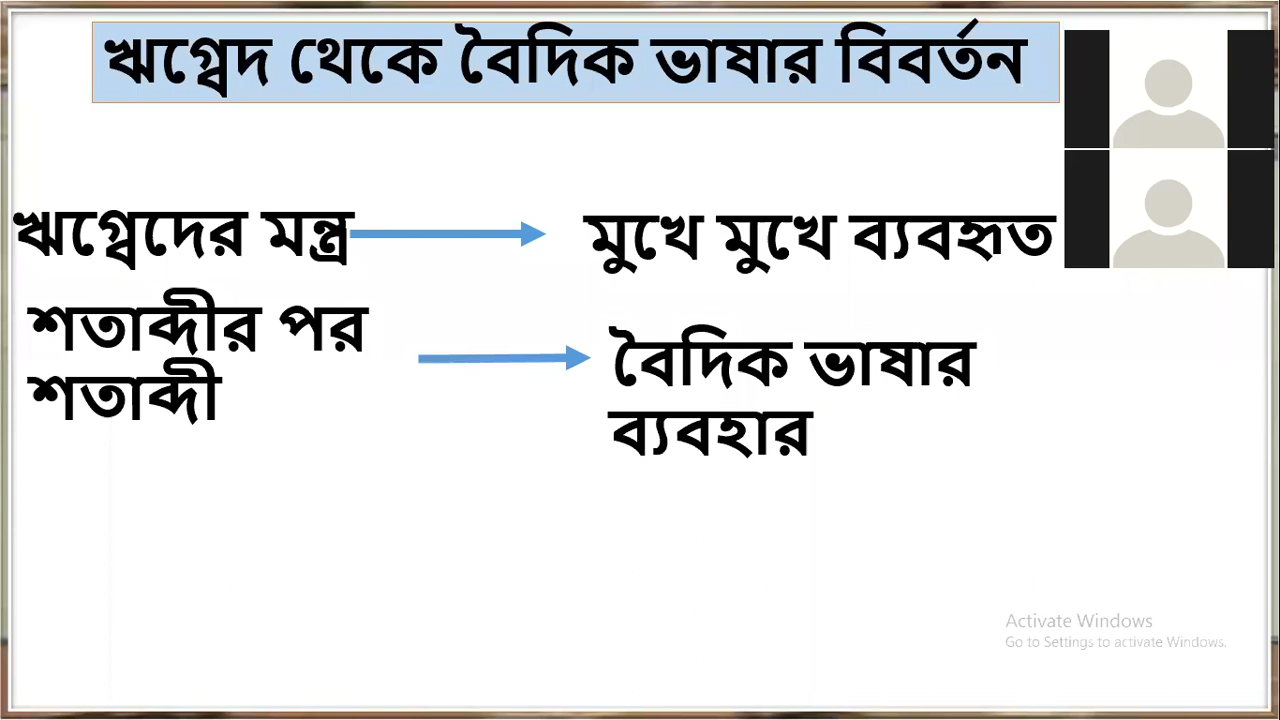 ঋগ্বেদ থেকে বৈদিক ভাষার বিবর্তন
ঋগ্বেদের মন্ত্র
মুখে মুখে ব্যবহৃত
শতাব্দীর পর
শতাব্দী
বৈদিক ভাষার
ব্যবহার
Activate Windows
Go to Settings to activate Windows.